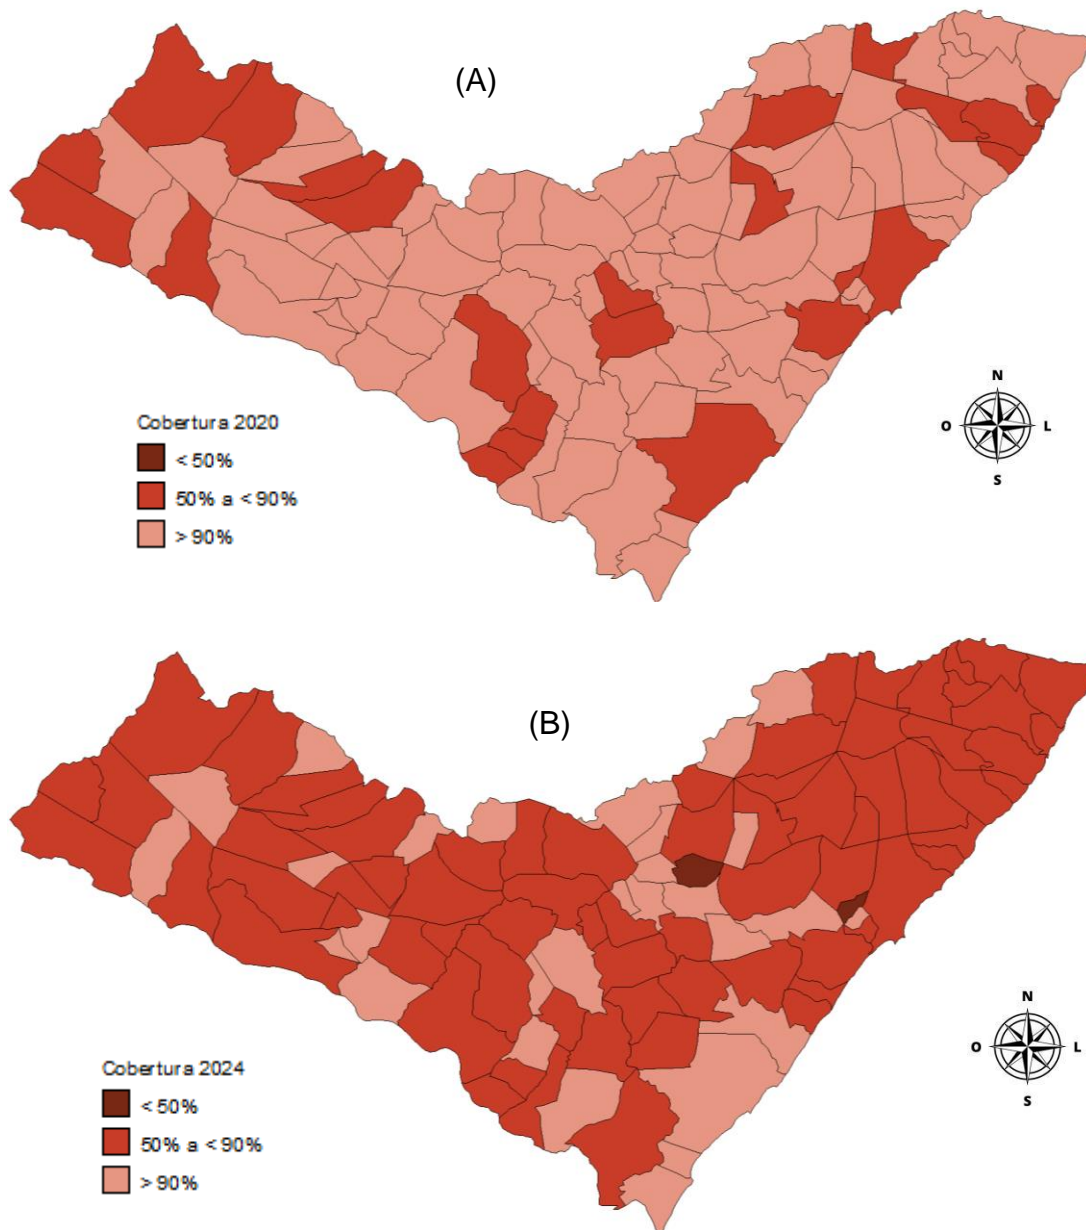 (A)
N
O L
S
Cobertura 2020
< 50%
50% a < 90%
> 90%
(B)
N
O L
S
Cobertura 2024
< 50%
50% a < 90%
> 90%